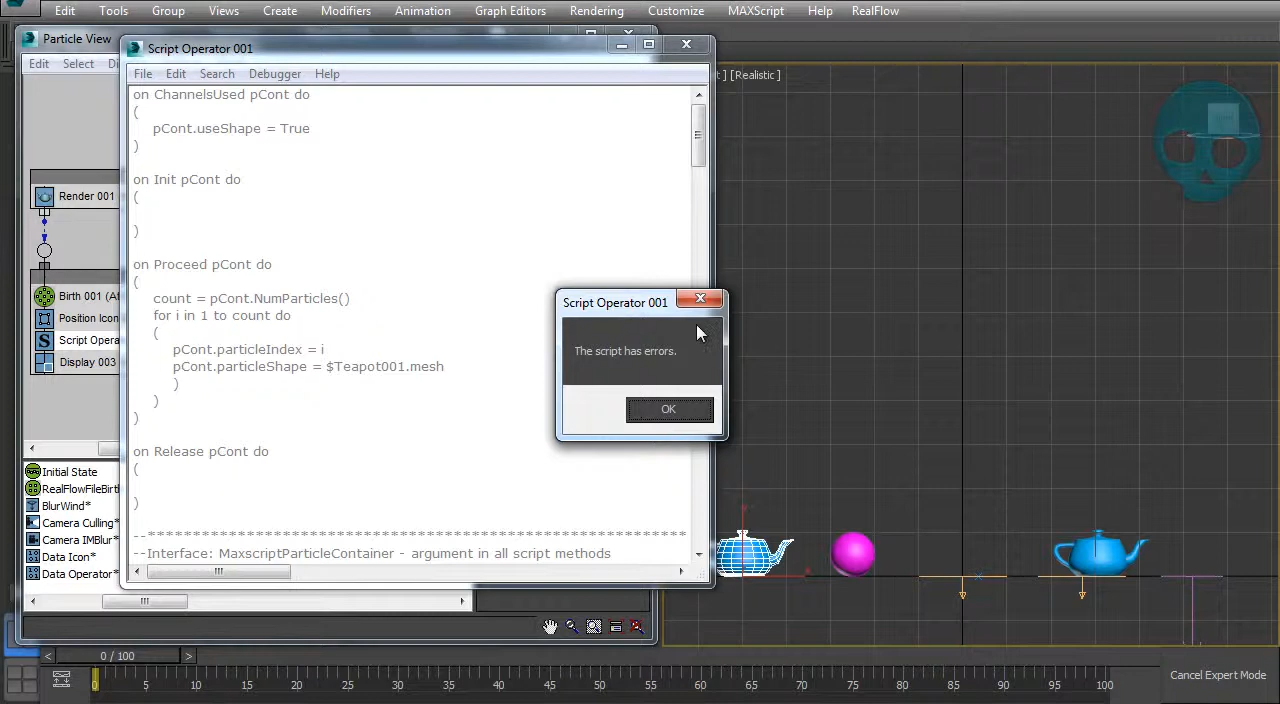 Edit Tools Group Views Create Modifiers Animation Graph Editors Rendering Customize MAXScript Help RealFlow
Particle View
Edit Select
Render 001
Birth 001 (A
Position Icon
Script Opera
Display 003
Initial State
RealFlowFileBirth
BlurWind*
Camera Culling*
Camera IMBlur*
Data Icon*
Data Operator*
Script Operator 001
File Edit Search Debugger Help
on ChannelsUsed pCont do
(
pCont.useShape = True
)
on Init pCont do
(
)
on Proceed pCont do
(
count = pCont.NumParticles()
for i in 1 to count do
(
pCont.particleIndex = i
pCont.particleShape = $Teapot001.mesh
)
)
)
on Release pCont do
(
)
--*************************************************
--Interface: MaxscriptParticleContainer - argument in all script methods
Script Operator 001
The script has errors.
OK
] [Realistic ]
< 0 / 100 >
0 5 10 15 20 25 30 35 40 45 50 55 60 65 70 75 80 85 90 95 100
Cancel Expert Mode